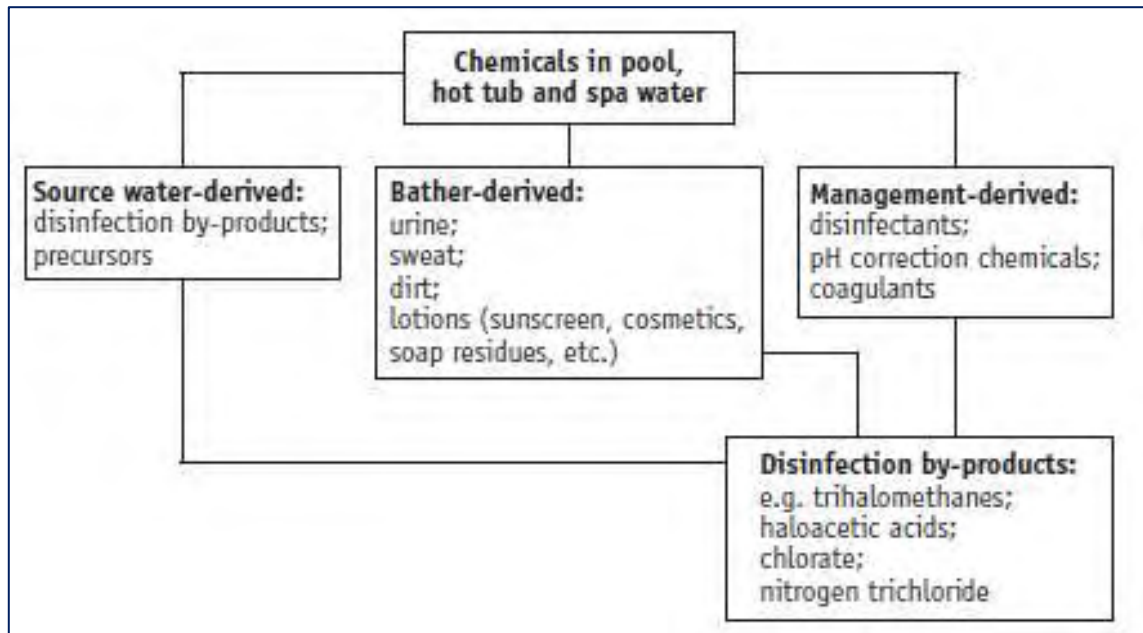 Chemicals in pool,
hot tub and spa water
Source water-derived:
disinfection by-products;
precursors
Bather-derived:
urine;
sweat;
dirt;
lotions (sunscreen, cosmetics,
soap residues, etc.)
Management-derived:
disinfectants;
pH correction chemicals;
coagulants
Disinfection by-products:
e.g. trihalomethanes;
haloacetic acids;
chlorate;
nitrogen trichloride